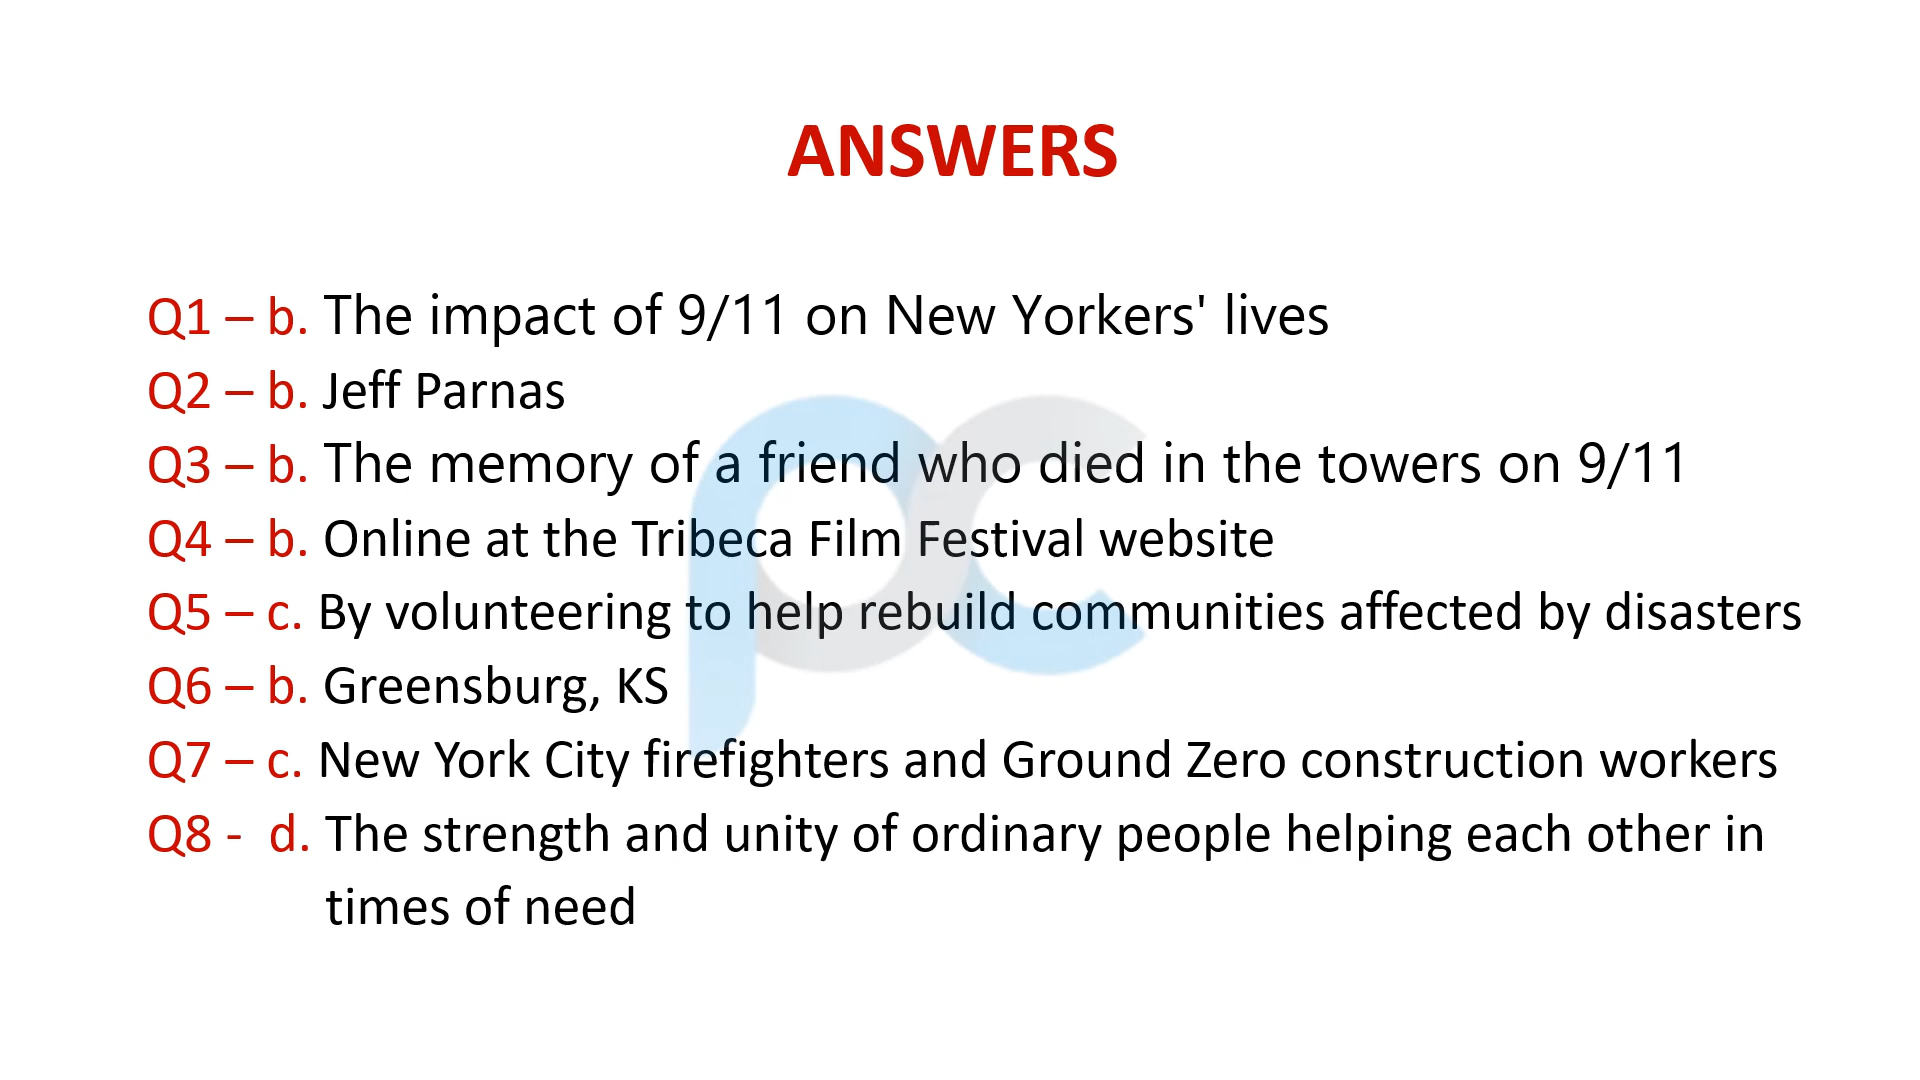 ANSWERS
Q1 – b. The impact of 9/11 on New Yorkers' lives
Q2 – b. Jeff Parnas
Q3 – b. The memory of a friend who died in the towers on 9/11
Q4 – b. Online at the Tribeca Film Festival website
Q5 – c. By volunteering to help rebuild communities affected by disasters
Q6 – b. Greensburg, KS
Q7 – c. New York City firefighters and Ground Zero construction workers
Q8 - d. The strength and unity of ordinary people helping each other in
times of need